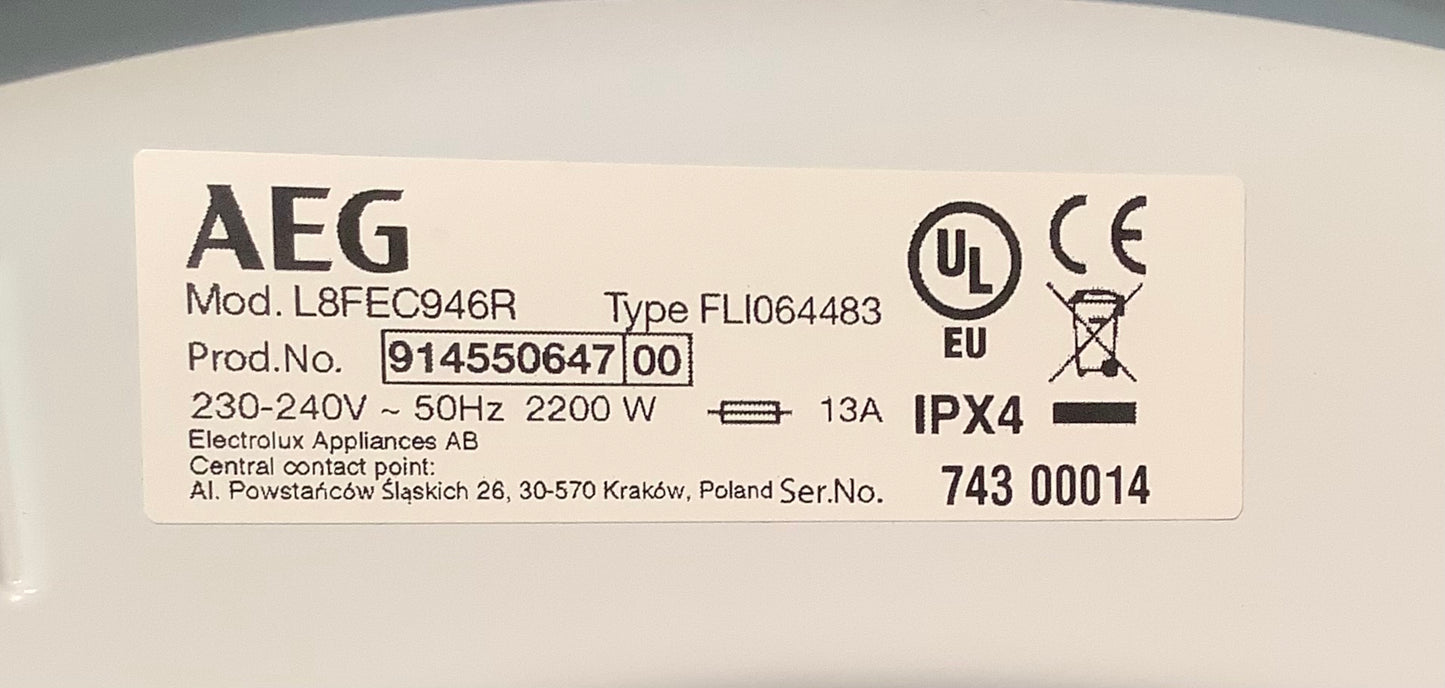 AEG
Mod. L8FEC946R Type FLI064483
Prod.No. 914550647 00
230-240V ~ 50Hz 2200 W 13A IPX4
Electrolux Appliances AB
Central contact point:
Al. Powstańców Śląskich 26, 30-570 Kraków, Poland Ser.No. 743 00014
UL CE
EU